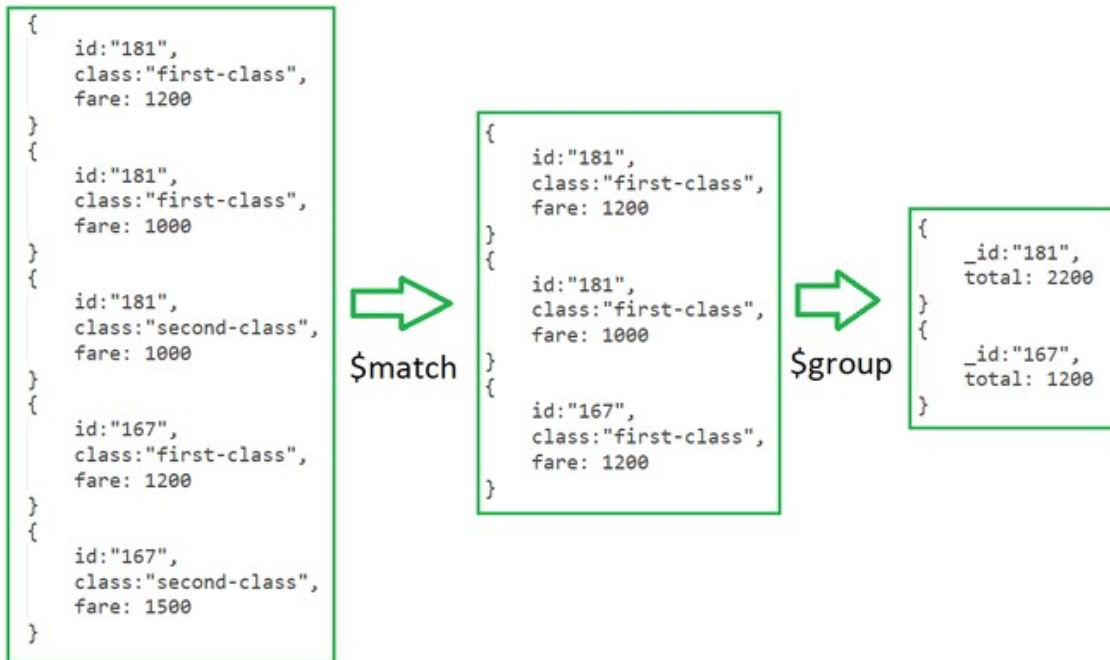 {
id:"181",
class:"first-class",
fare: 1200
}
{
id:"181",
class:"first-class",
fare: 1000
}
{
id:"181",
class:"second-class",
fare: 1000
}
{
id:"167",
class:"first-class",
fare: 1200
}
{
id:"167",
class:"second-class",
fare: 1500
}
$match
{
id:"181",
class:"first-class",
fare: 1200
}
{
id:"181",
class:"first-class",
fare: 1000
}
{
id:"167",
class:"first-class",
fare: 1200
}
$group
{
_id:"181",
total: 2200
}
{
_id:"167",
total: 1200
}